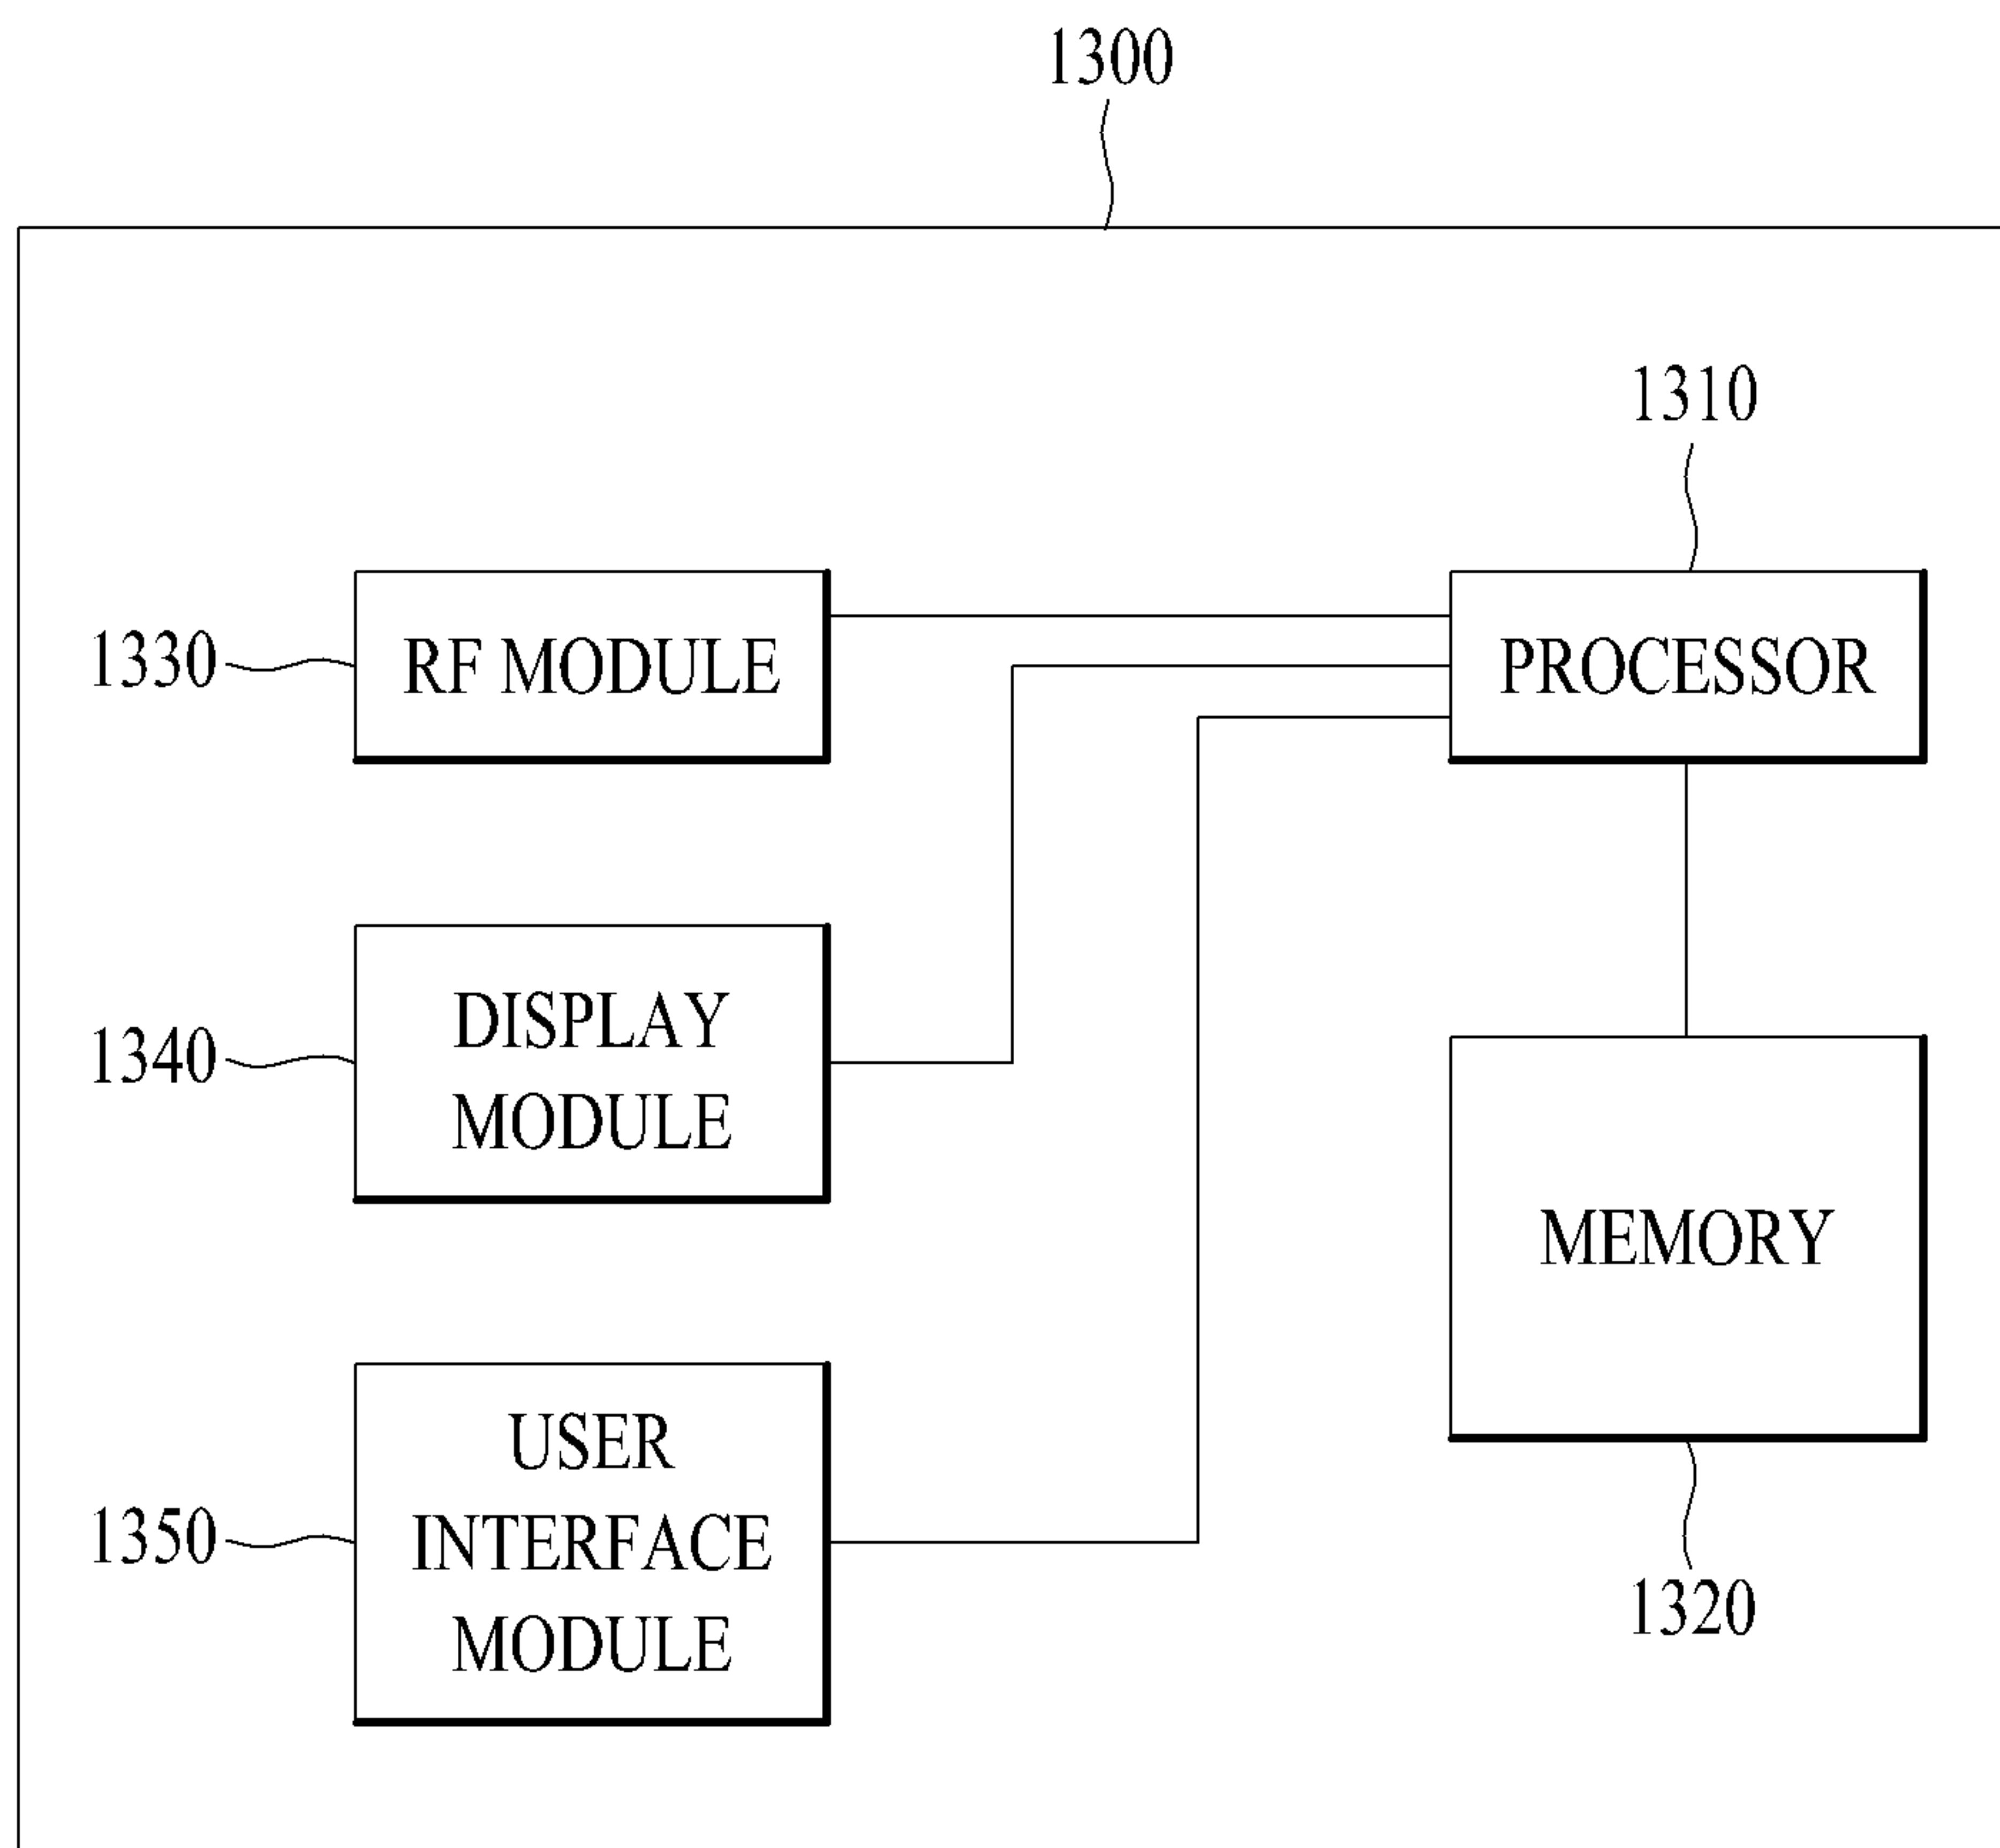 1300
1310
1330
RF MODULE
PROCESSOR
1340
DISPLAY
MODULE
MEMORY
1350
USER
INTERFACE
MODULE
1320